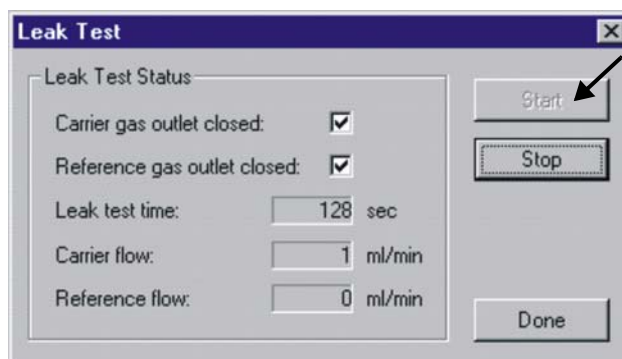 Leak Test
Leak Test Status
Start
Carrier gas outlet closed:
Reference gas outlet closed:
Stop
Leak test time: 128 sec
Carrier flow: 1 ml/min
Reference flow: 0 ml/min
Done